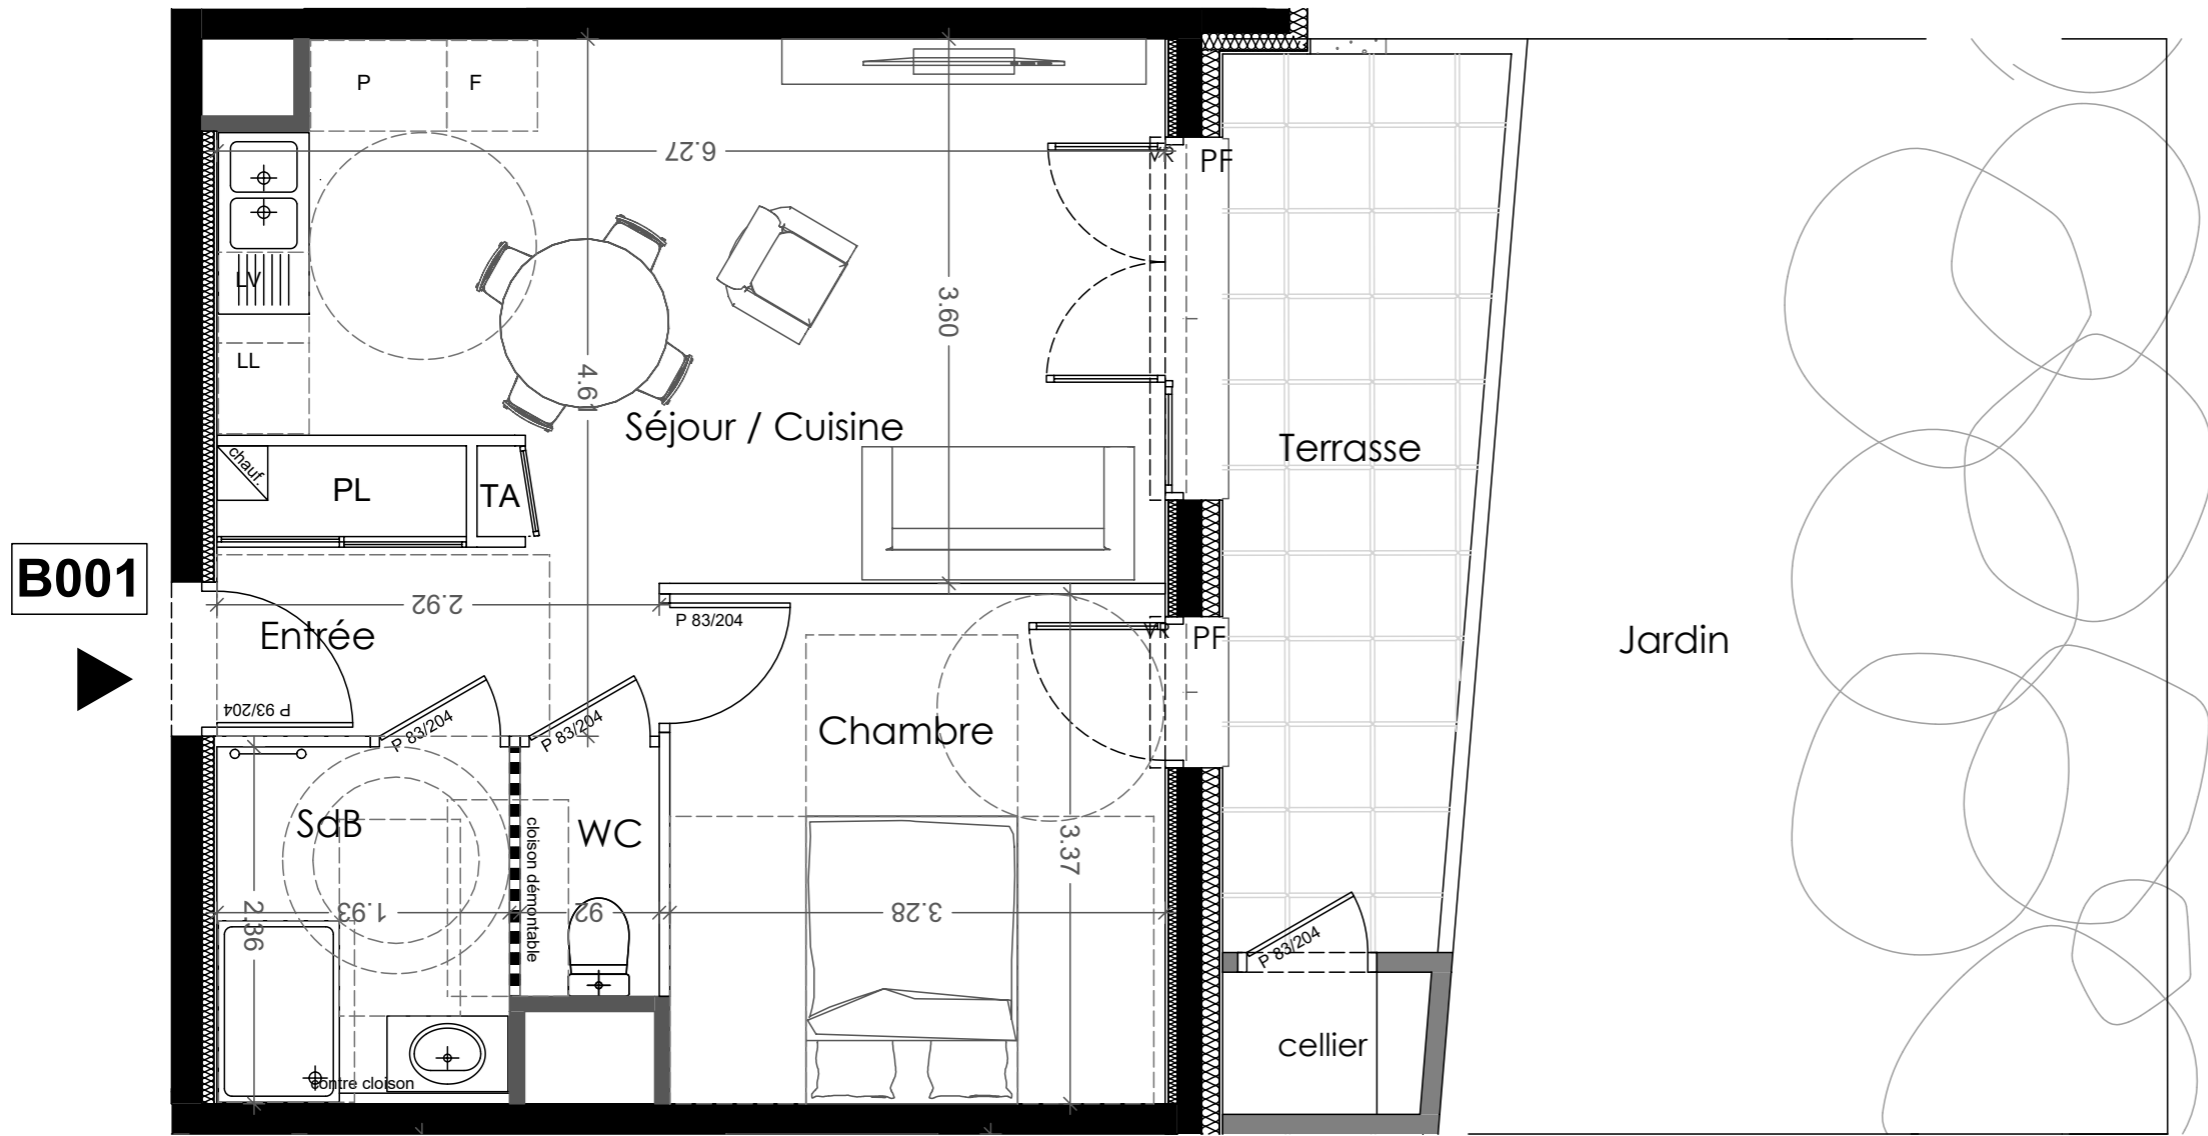 P
F
6.27
VR
PF
LV
3.60
LL
4.61
Séjour / Cuisine
Terrasse
chauf.
PL
TA
B001
2.92
P 83/204
Entrée
VR
PF
Jardin
P 93/204
P 83/204
P 83/204
Chambre
SdB
WC
cloison démontable
3.37
2.36
1.93
92
3.28
P 83/204
cellier
contre cloison